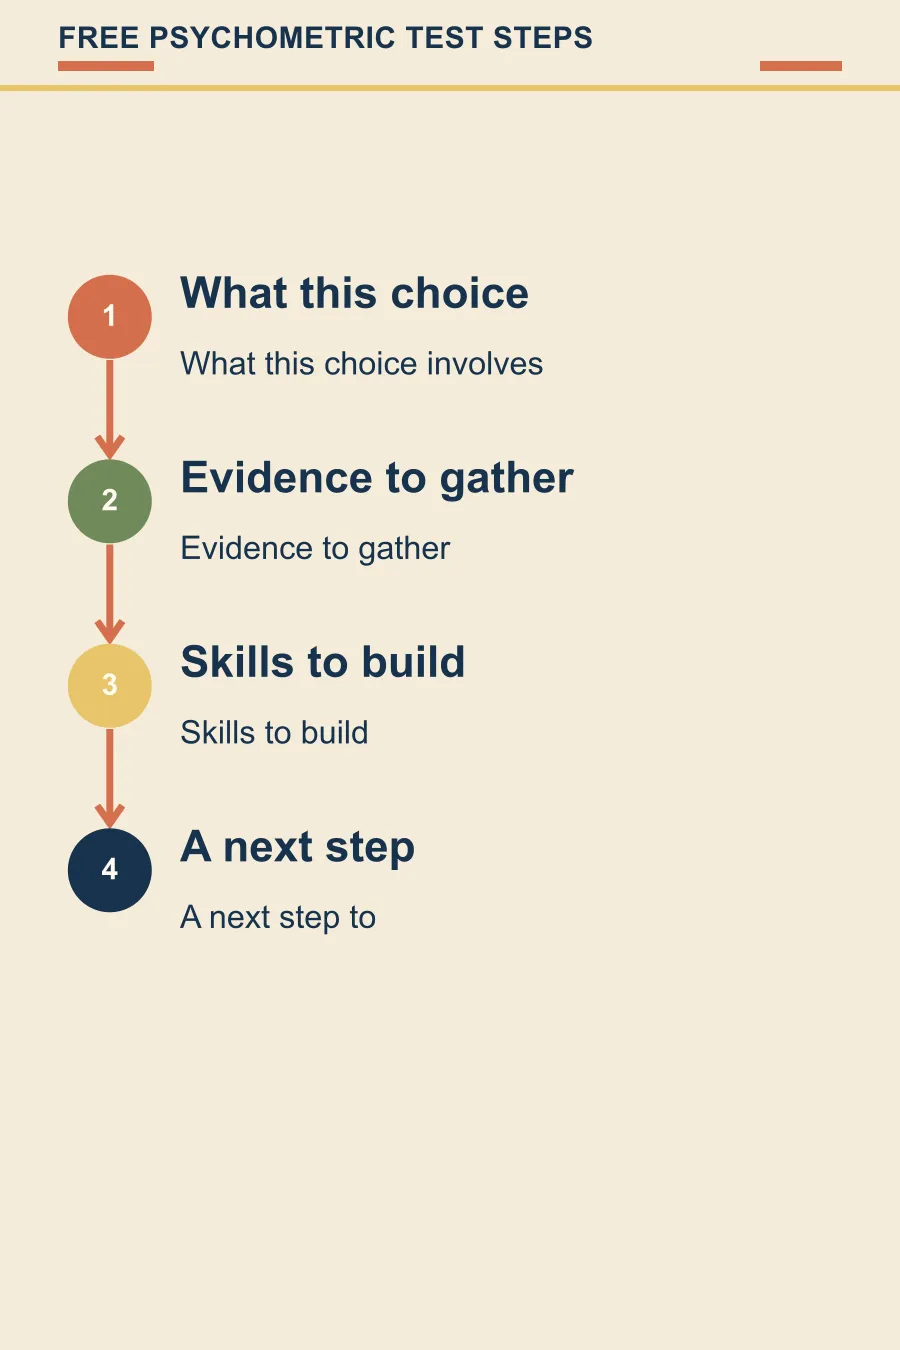 FREE PSYCHOMETRIC TEST STEPS
1
What this choice
What this choice involves
2
Evidence to gather
Evidence to gather
3
Skills to build
Skills to build
4
A next step
A next step to